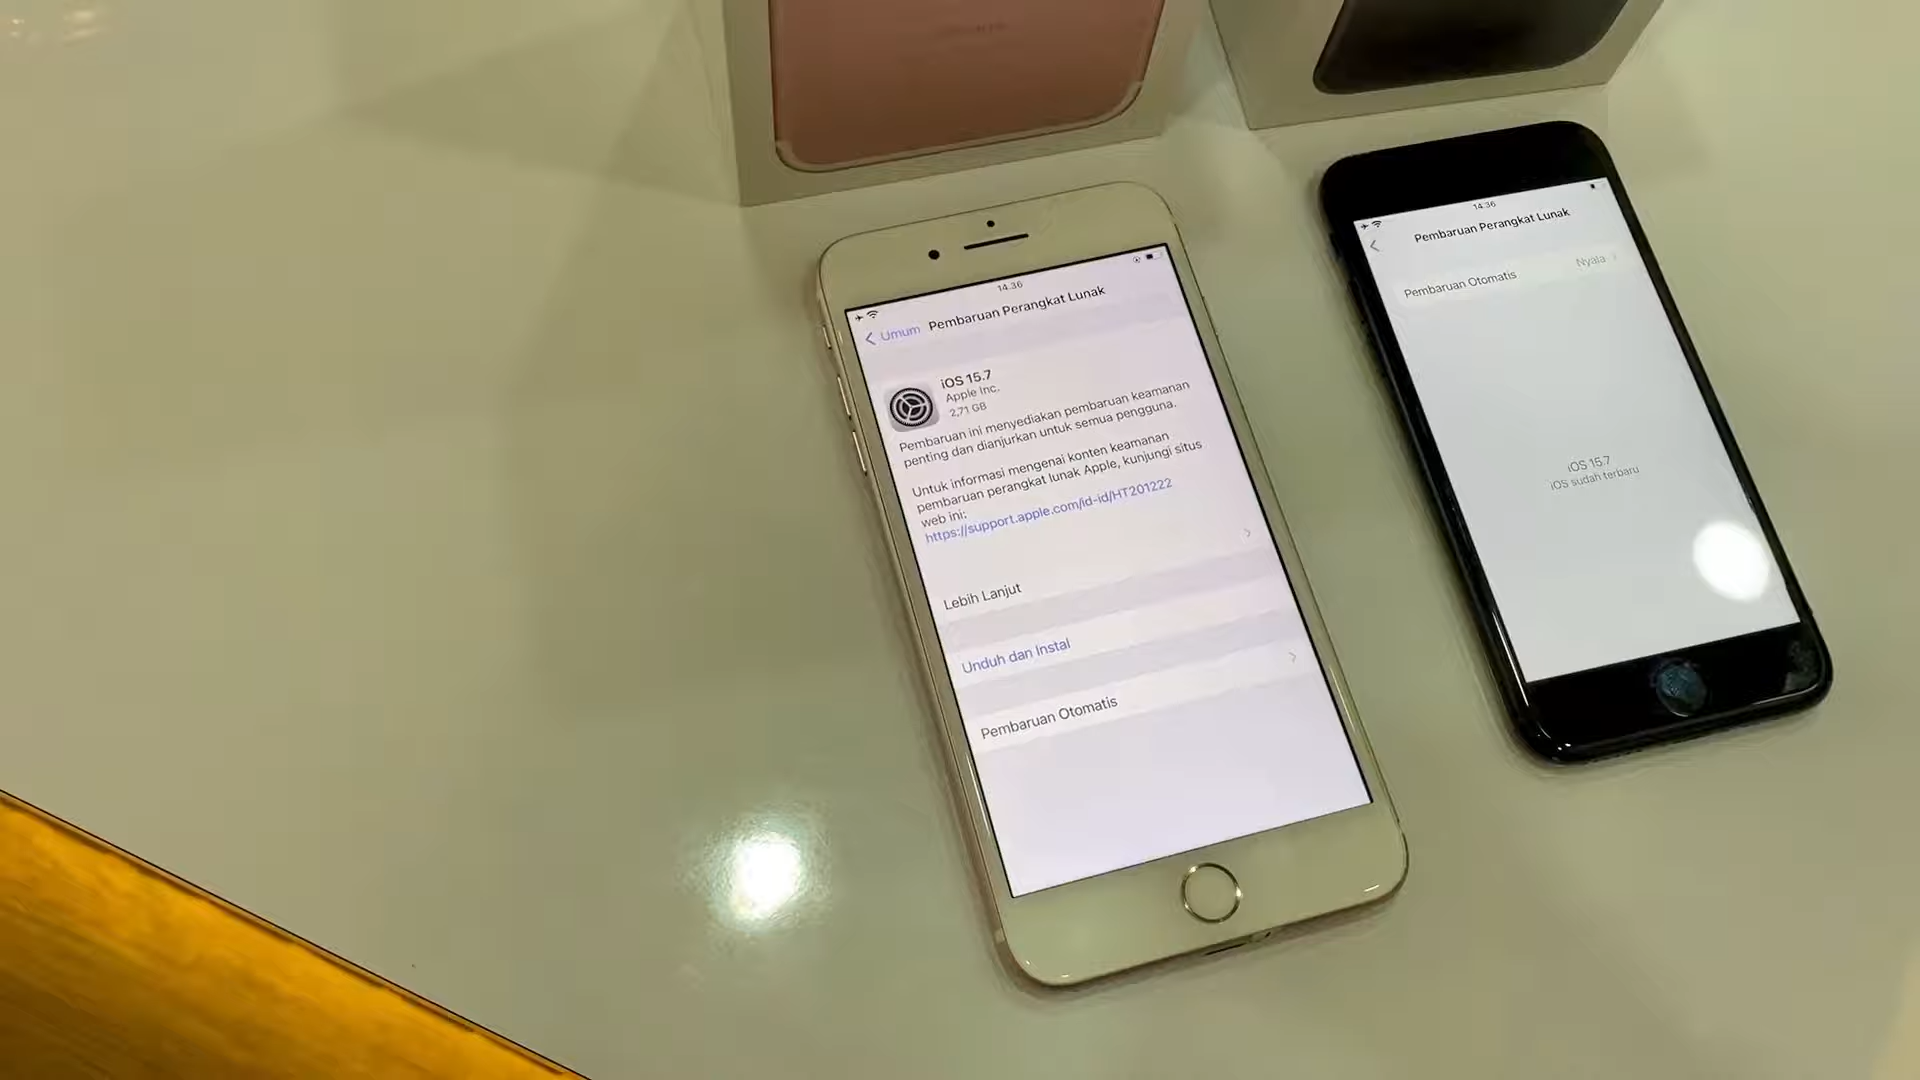 14.36
Umum
Pembaruan Perangkat Lunak
iOS 15.7
Apple Inc.
2,71 GB
Pembaruan ini menyediakan pembaruan keamanan
penting dan dianjurkan untuk semua pengguna.
Untuk informasi mengenai konten keamanan
pembaruan perangkat lunak Apple, kunjungi situs
web ini:
https://support.apple.com/id-id/HT201222
Lebih Lanjut
Unduh dan Instal
Pembaruan Otomatis
14.36
Pembaruan Perangkat Lunak
Pembaruan Otomatis
Nyala
iOS 15.7
iOS sudah terbaru